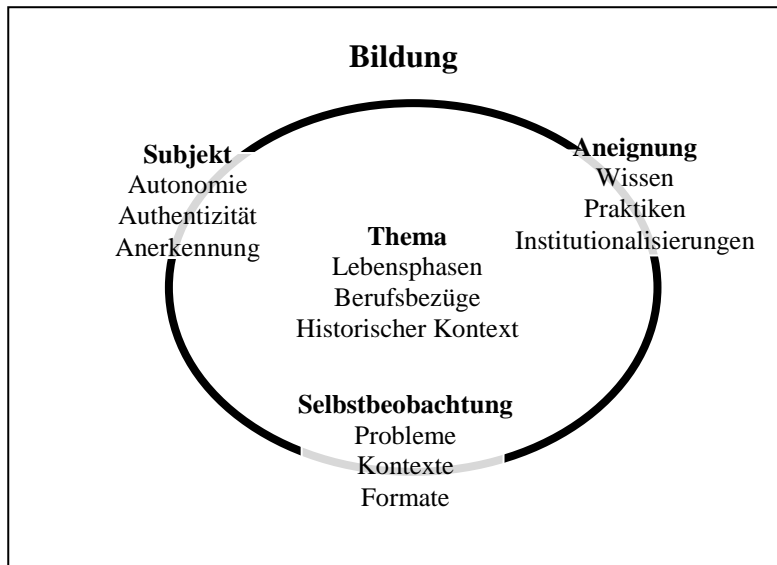 Bildung
Subjekt
Autonomie
Authentizität
Anerkennung
Aneignung
Wissen
Praktiken
Institutionalisierungen
Thema
Lebensphasen
Berufsbezüge
Historischer Kontext
Selbstbeobachtung
Probleme
Kontexte
Formate